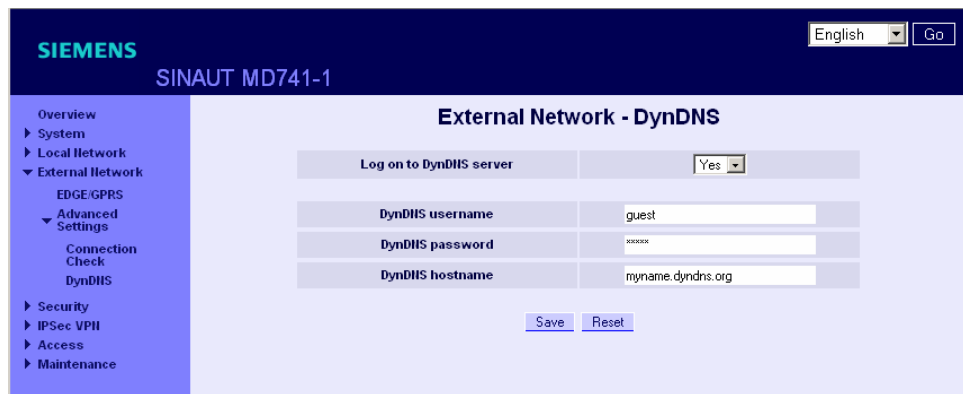 SIEMENS
English
Go
SINAUT MD741-1
Overview
System
Local Network
External Network
EDGE/GPRS
Advanced
Settings
Connection
Check
DynDNS
Security
IPSec VPN
Access
Maintenance
External Network - DynDNS
Log on to DynDNS server
Yes
DynDNS username
guest
DynDNS password
xxxxx
DynDNS hostname
myname.dyndns.org
Save
Reset